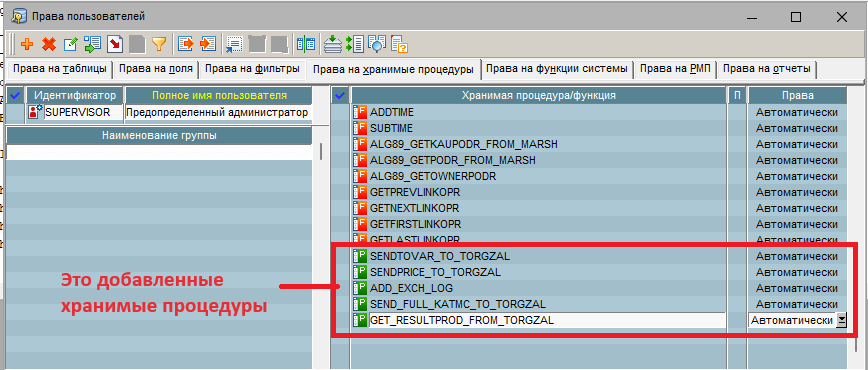 Права пользователей
Права на таблицы Права на поля Права на фильтры Права на хранимые процедуры Права на функции системы Права на РМП Права на отчеты
Идентификатор Полное имя пользователя
SUPERVISOR Предопределенный администратор
Наименование группы
Хранимая процедура/функция П Права
F ADDTIME Автоматически
F SUBTIME Автоматически
F ALG89_GETKAUPODR_FROM_MARSH Автоматически
F ALG89_GETPODR_FROM_MARSH Автоматически
F ALG89_GETOWNERPODR Автоматически
F GETPREVLINKOPR Автоматически
F GETNEXTLINKOPR Автоматически
F GETFIRSTLINKOPR Автоматически
F GETLASTLINKOPR Автоматически
P SENDTOVAR_TO_TORGZAL Автоматически
P SENDPRICE_TO_TORGZAL Автоматически
P ADD_EXCH_LOG Автоматически
P SEND_FULL_KATMC_TO_TORGZAL Автоматически
P GET_RESULTPROD_FROM_TORGZAL Автоматически
Это добавленные
хранимые процедуры